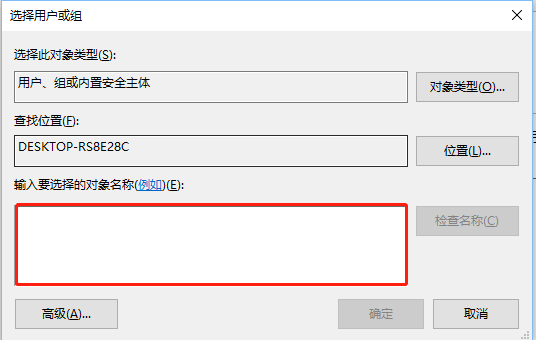 选择用户或组
选择此对象类型(S):
用户、组或内置安全主体
对象类型(O)...
查找位置(F):
DESKTOP-RS8E28C
位置(L)...
输入要选择的对象名称(例如)(E):
检查名称(C)
高级(A)...
确定
取消